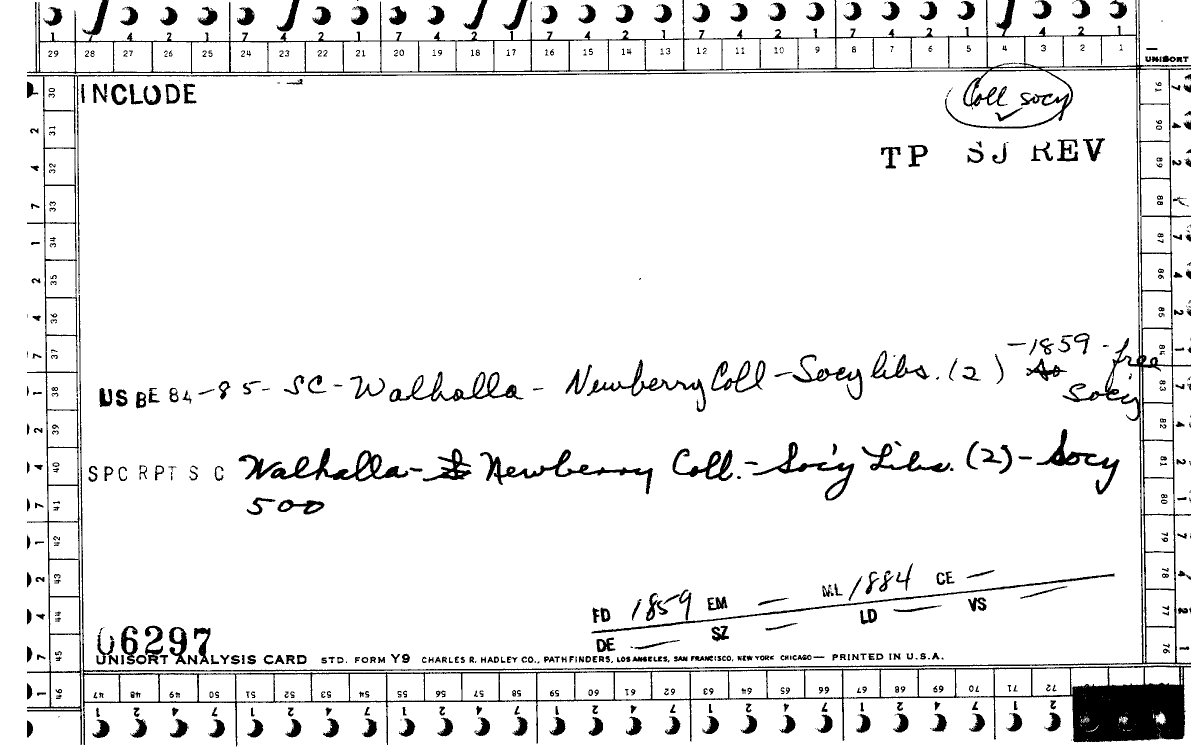 7 4 2 1 7 4 2 1 7 4 2 1 7 4 2 1 7 4 2 1 7 4 2 1 7 4 2 1
29 28 27 26 25 24 23 22 21 20 19 18 17 16 15 14 13 12 11 10 9 8 7 6 5 4 3 2 1
UNISORT
INCLUDE
Coll socy
TP SJ REV
-1859 - free
US BE 84-85 - SC - Walhalla - Newberry Coll - Socy libs. (2)
Socy
SPC RPT S C Walhalla - Newberry Coll. - Soc'y Libs. (2) - Socy
500
FD 1859 EM — ML 1884 CE —
DE — SZ — LD — VS —
06297
UNISORT ANALYSIS CARD STD. FORM Y9 CHARLES R. HADLEY CO., PATHFINDERS, LOS ANGELES, SAN FRANCISCO, NEW YORK CHICAGO — PRINTED IN U.S.A.
30 31 32 33 34 35 36 37 38 39 40 41 42 43 44 45 46
91 90 89 88 87 86 85 84 83 82 81 80 79 78 77 76
47 48 49 50 51 52 53 54 55 56 57 58 59 60 61 62 63 64 65 66 67 68 69 70 71 72